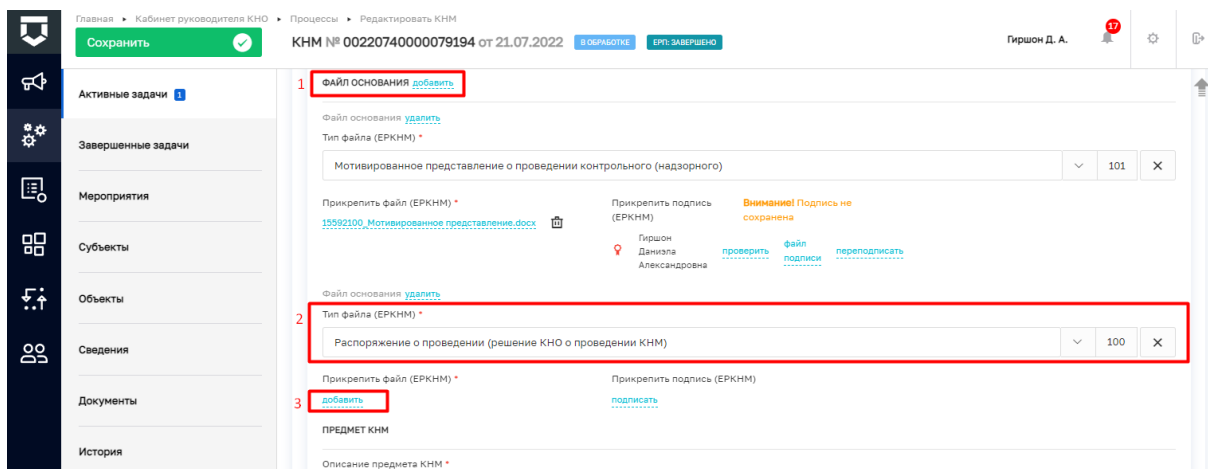 Главная ▸ Кабинет руководителя КНО ▸ Процессы ▸ Редактировать КНМ
Сохранить
КНМ № 00220740000079194 от 21.07.2022 В ОБРАБОТКЕ ЕРП: ЗАВЕРШЕНО
Гиршон Д. А. 17
Активные задачи 1
Завершенные задачи
Мероприятия
Субъекты
Объекты
Сведения
Документы
История
1 ФАЙЛ ОСНОВАНИЯ добавить
Файл основания удалить
Тип файла (ЕРКНМ) *
Мотивированное представление о проведении контрольного (надзорного) 101
Прикрепить файл (ЕРКНМ) *
15592100_Мотивированное представление.docx
Прикрепить подпись
(ЕРКНМ)
Внимание! Подпись не
сохранена
Гиршон
Даниэла
Александровна
проверить
файл
подписи
переподписать
Файл основания удалить
2 Тип файла (ЕРКНМ) *
Распоряжение о проведении (решение КНО о проведении КНМ) 100
Прикрепить файл (ЕРКНМ) *
3 добавить
Прикрепить подпись (ЕРКНМ)
подписать
ПРЕДМЕТ КНМ
Описание предмета КНМ *